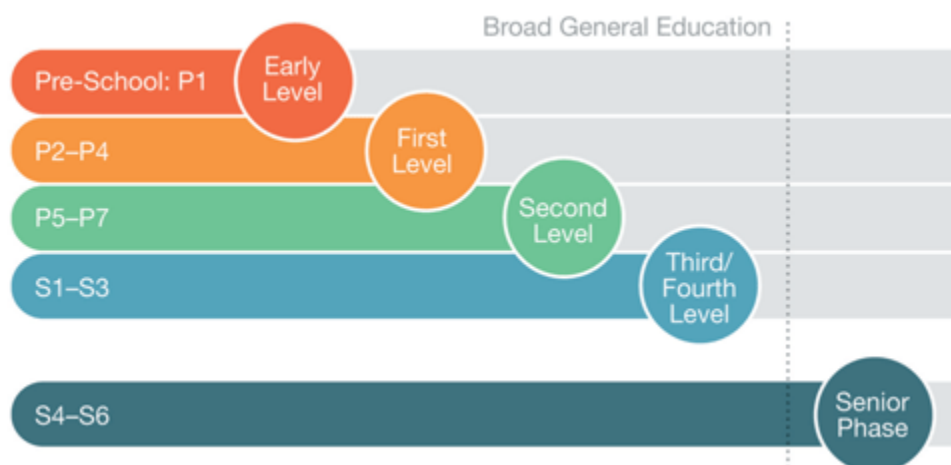 Broad General Education
Pre-School: P1
Early
Level
P2–P4
First
Level
P5–P7
Second
Level
S1–S3
Third/
Fourth
Level
S4–S6
Senior
Phase